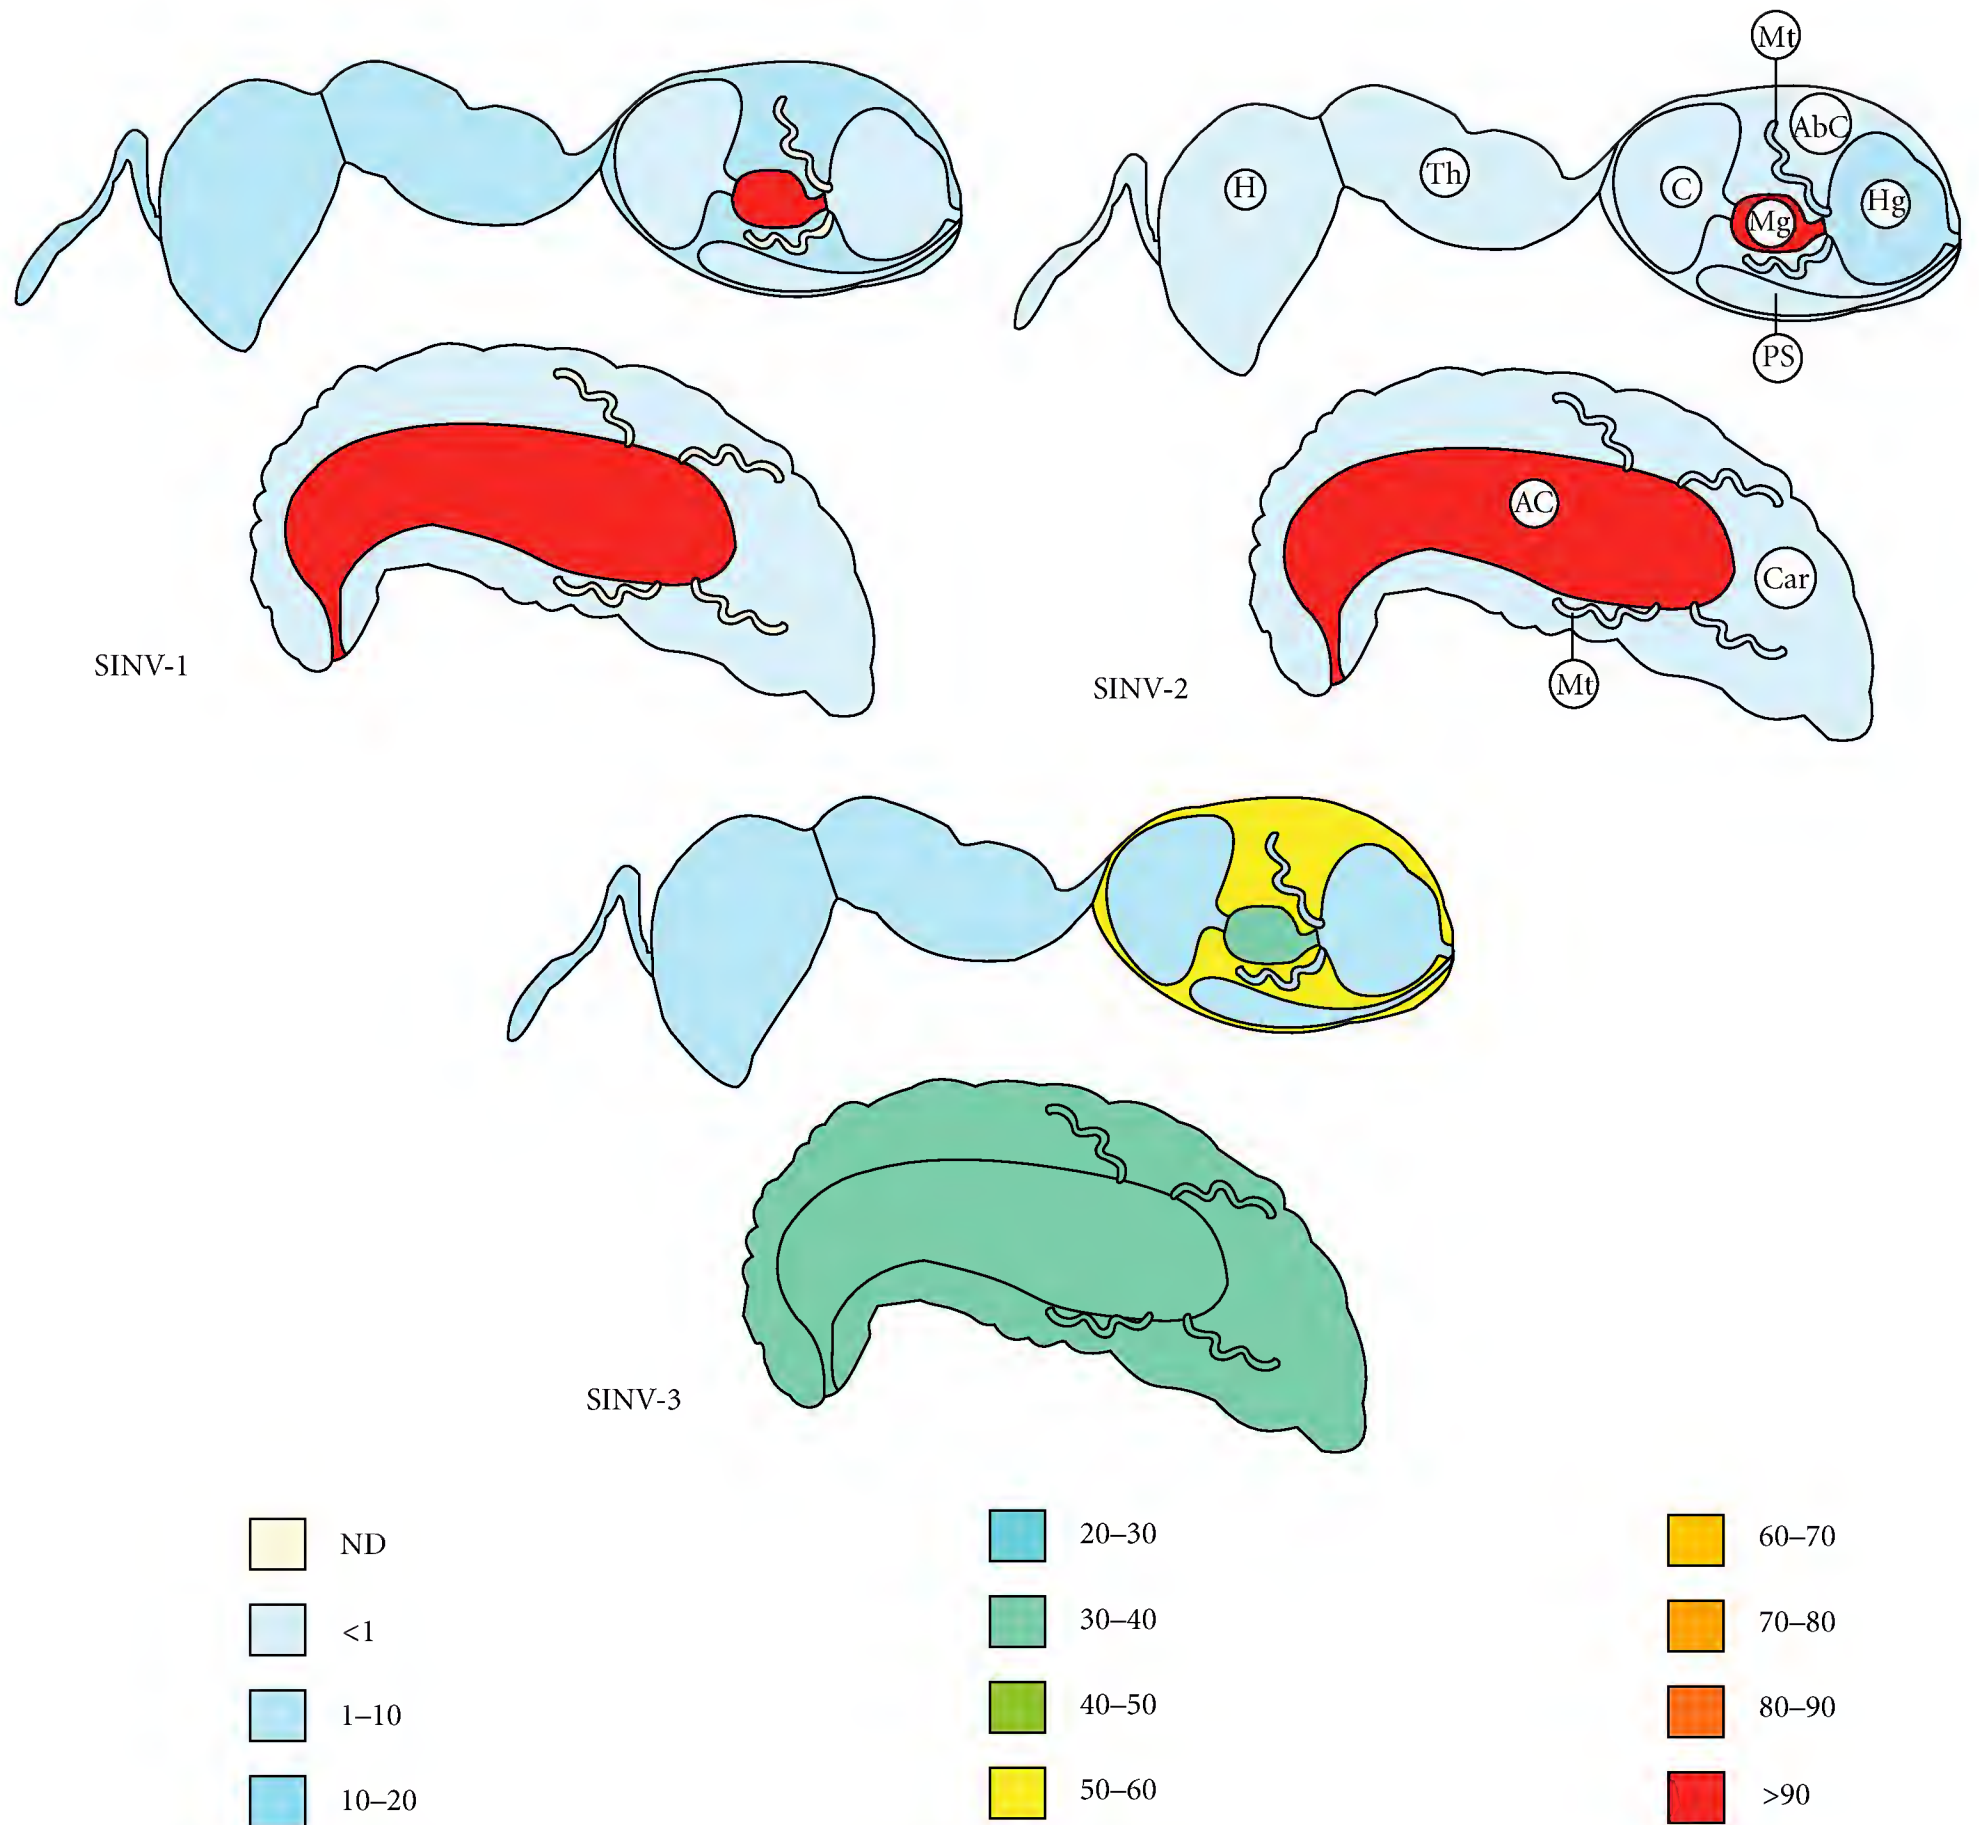 Mt
AbC
H
Th
C
Mg
Hg
PS
SINV-1
AC
Car
SINV-2
Mt
SINV-3
ND
<1
1–10
10–20
20–30
30–40
40–50
50–60
60–70
70–80
80–90
>90